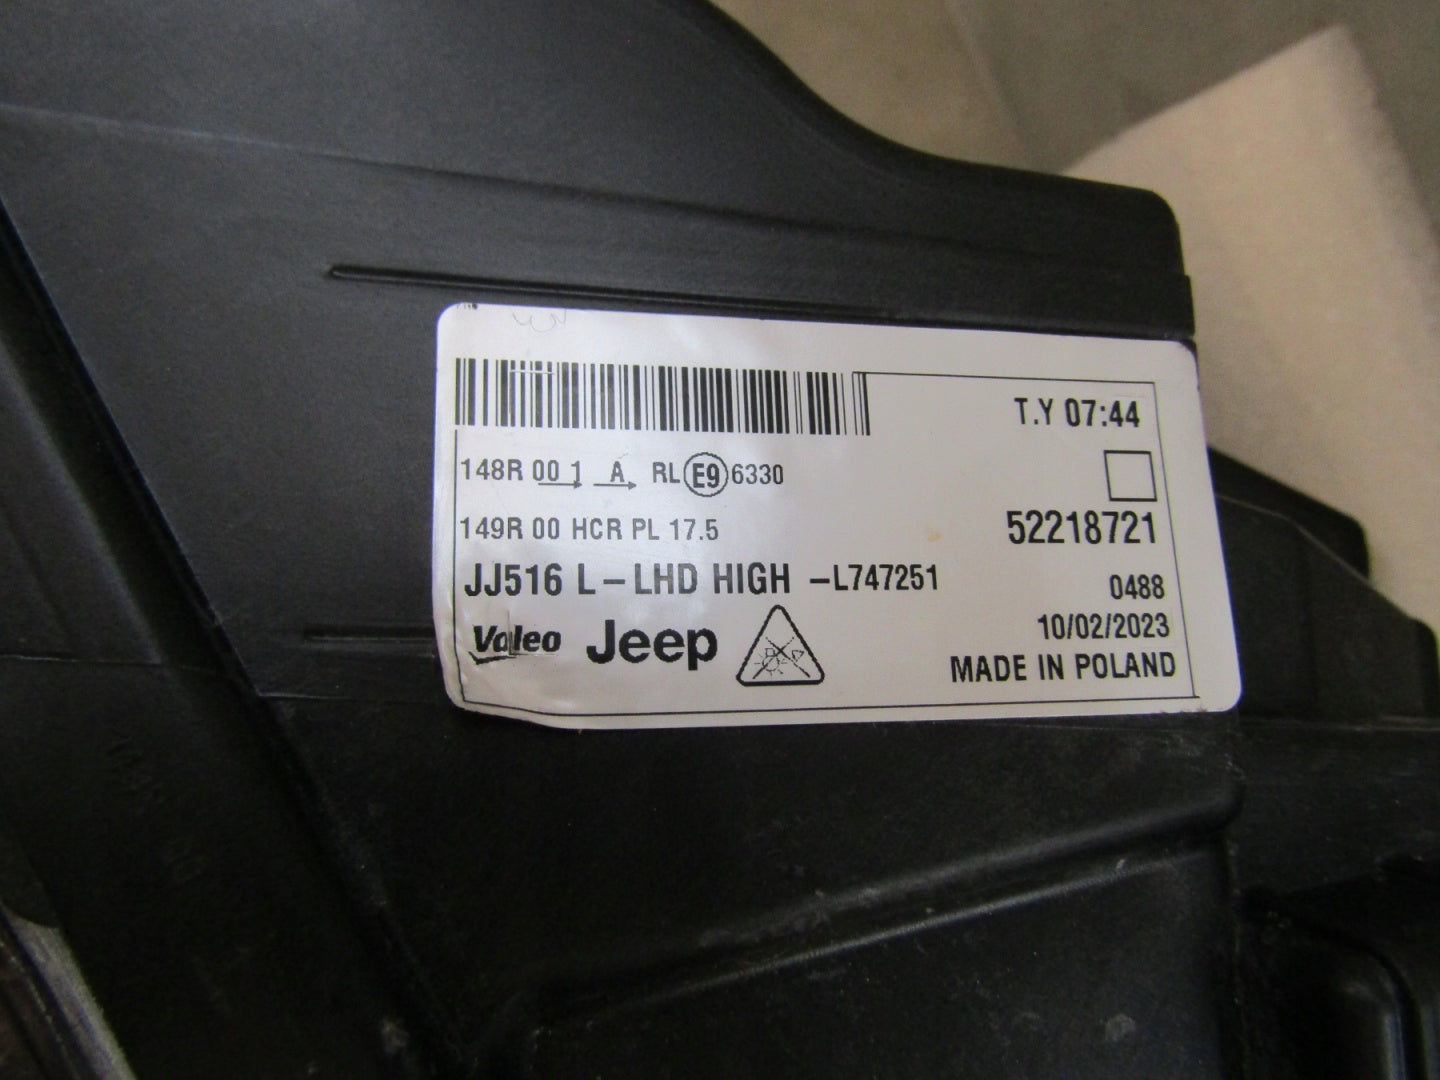 T.Y 07:44
148R 00 1 A RL E9 6330
149R 00 HCR PL 17.5
52218721
JJ516 L-LHD HIGH -L747251
0488
10/02/2023
Valeo Jeep
MADE IN POLAND